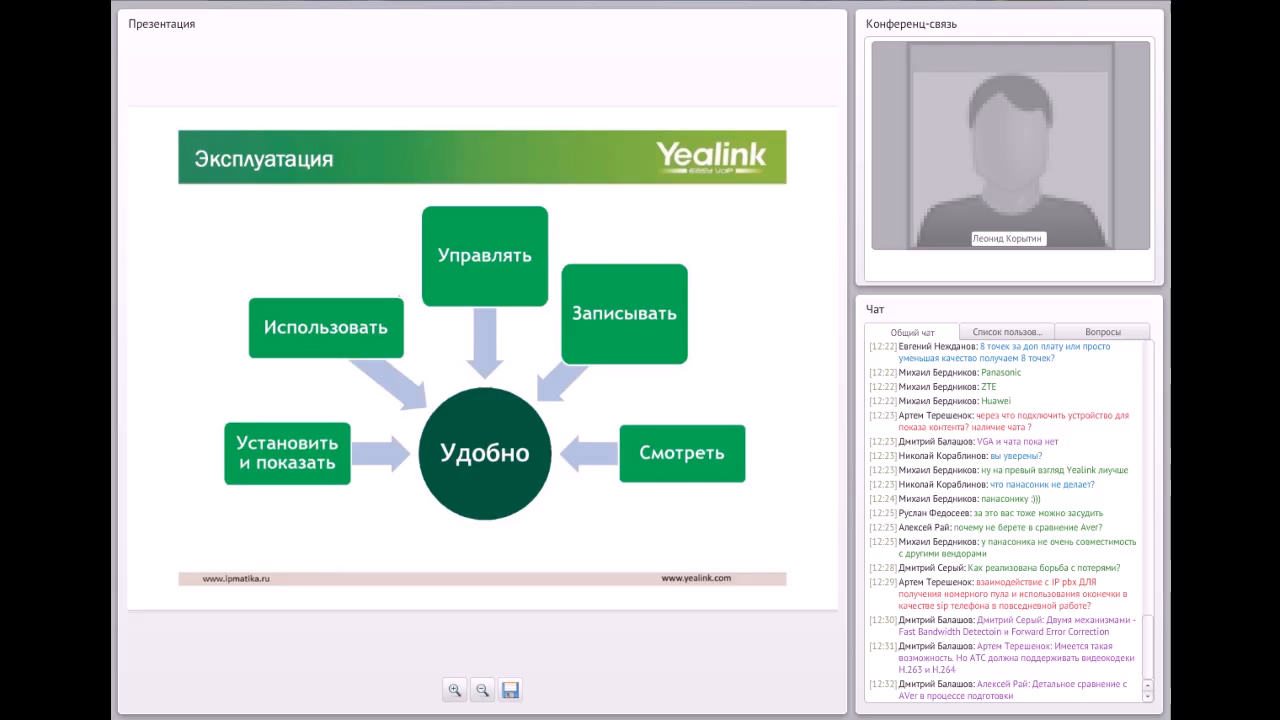 Презентация
Эксплуатация
Yealink
EASY VOIP
Управлять
Записывать
Использовать
Установить
и показать
Удобно
Смотреть
www.ipmatika.ru
www.yealink.com
Конференц-связь
Леонид Корытин
Чат
Общий чат
Список пользов...
Вопросы
[12:22] Евгений Нежданов: 8 точек за доп плату или просто
уменьшая качество получаем 8 точек?
[12:22] Михаил Бердников: Panasonic
[12:22] Михаил Бердников: ZTE
[12:22] Михаил Бердников: Huawei
[12:23] Артем Терешенок: через что подключить устройство для
показа контента? наличие чата ?
[12:23] Дмитрий Балашов: VGA и чата пока нет
[12:23] Николай Кораблинов: вы уверены?
[12:23] Михаил Бердников: ну на превый взгляд Yealink лиучше
[12:23] Николай Кораблинов: что панасоник не делает?
[12:24] Михаил Бердников: панасонику :)))
[12:25] Руслан Федосеев: за это вас тоже можно засудить
[12:25] Алексей Рай: почему не берете в сравнение Aver?
[12:25] Михаил Бердников: у панасоника не очень совместимость
с другими вендорами
[12:28] Дмитрий Серый: Как реализована борьба с потерями?
[12:29] Артем Терешенок: взаимодействие с IP pbx ДЛЯ
получения номерного пула и использования оконечки в
качестве sip телефона в повседневной работе?
[12:30] Дмитрий Балашов: Дмитрий Серый: Двумя механизмами -
Fast Bandwidth Detectoin и Forward Error Correction
[12:31] Дмитрий Балашов: Артем Терешенок: Имеется такая
возможность. Но АТС должна поддерживать видеокодеки
H.263 и H.264
[12:32] Дмитрий Балашов: Алексей Рай: Детальное сравнение с
AVer в процессе подготовки